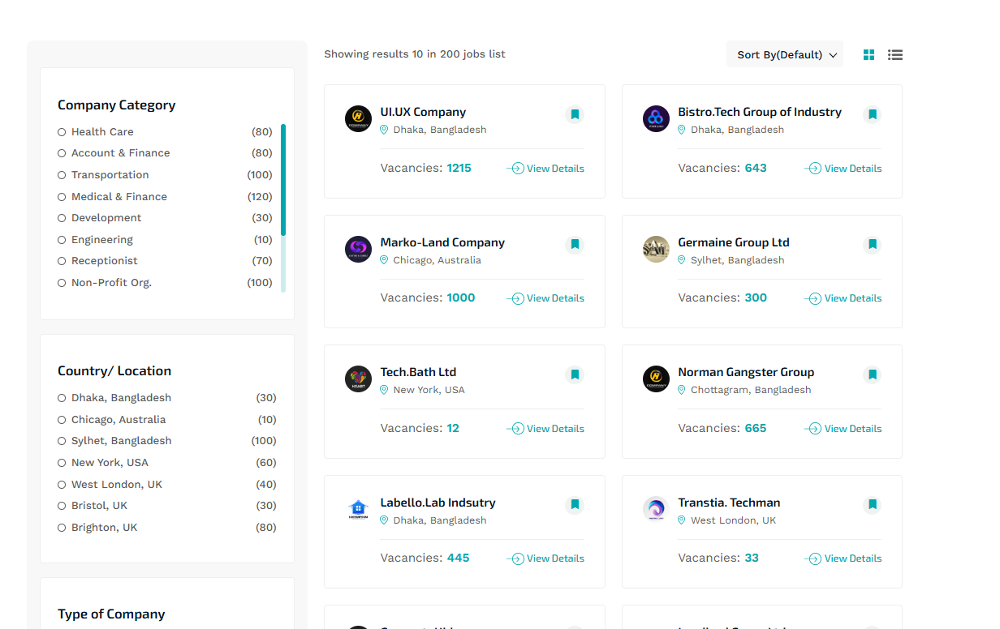 Showing results 10 in 200 jobs list
Sort By(Default)
Company Category
Health Care (80)
Account & Finance (80)
Transportation (100)
Medical & Finance (120)
Development (30)
Engineering (10)
Receptionist (70)
Non-Profit Org. (100)
Country/ Location
Dhaka, Bangladesh (30)
Chicago, Australia (10)
Sylhet, Bangladesh (100)
New York, USA (60)
West London, UK (40)
Bristol, UK (30)
Brighton, UK (80)
Type of Company
UI.UX Company
Dhaka, Bangladesh
Vacancies: 1215 View Details
Bistro.Tech Group of Industry
Dhaka, Bangladesh
Vacancies: 643 View Details
Marko-Land Company
Chicago, Australia
Vacancies: 1000 View Details
Germaine Group Ltd
Sylhet, Bangladesh
Vacancies: 300 View Details
HEART
Tech.Bath Ltd
New York, USA
Vacancies: 12 View Details
COMPANY
Norman Gangster Group
Chottagram, Bangladesh
Vacancies: 665 View Details
Labello.Lab Indsutry
Dhaka, Bangladesh
Vacancies: 445 View Details
Transtia. Techman
West London, UK
Vacancies: 33 View Details